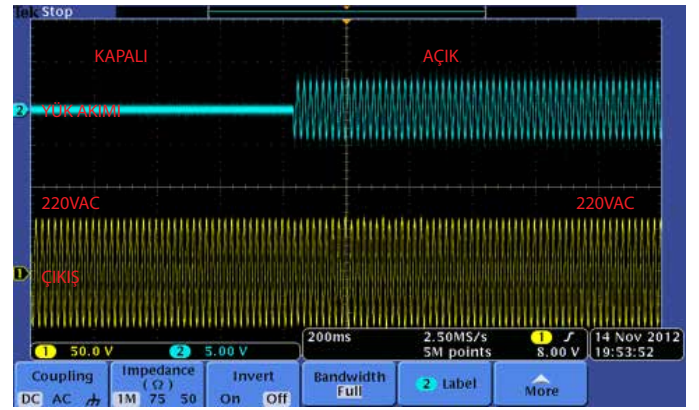 Tek Stop
KAPALI AÇIK
2 YÜK AKIMI
220VAC 220VAC
1 ÇIKIŞ
1 50.0 V 2 5.00 V 200ms 2.50MS/s 1 8.00 V 14 Nov 2012
5M points 19:53:52
Coupling
DC AC
Impedance
(Ω)
1M 75 50
Invert
On Off
Bandwidth
Full
2 Label
More